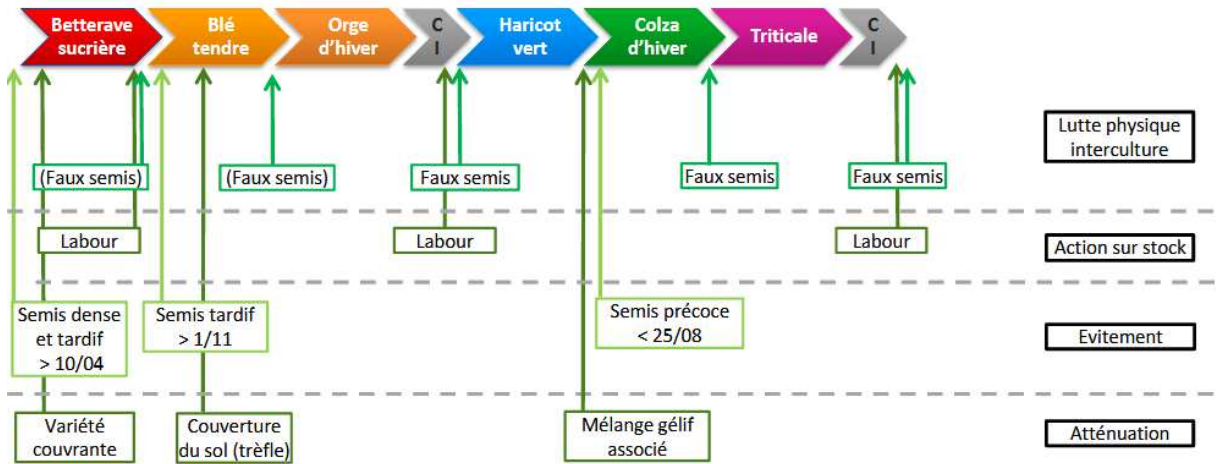 Betterave
sucrière
Blé
tendre
Orge
d'hiver
C
I
Haricot
vert
Colza
d'hiver
Triticale
C
I
Lutte physique
interculture
(Faux semis)
(Faux semis)
Faux semis
Faux semis
Faux semis
Labour
Labour
Labour
Action sur stock
Semis dense
et tardif
> 10/04
Semis tardif
> 1/11
Semis précoce
< 25/08
Evitement
Variété
couvrante
Couverture
du sol (trèfle)
Mélange gélif
associé
Atténuation